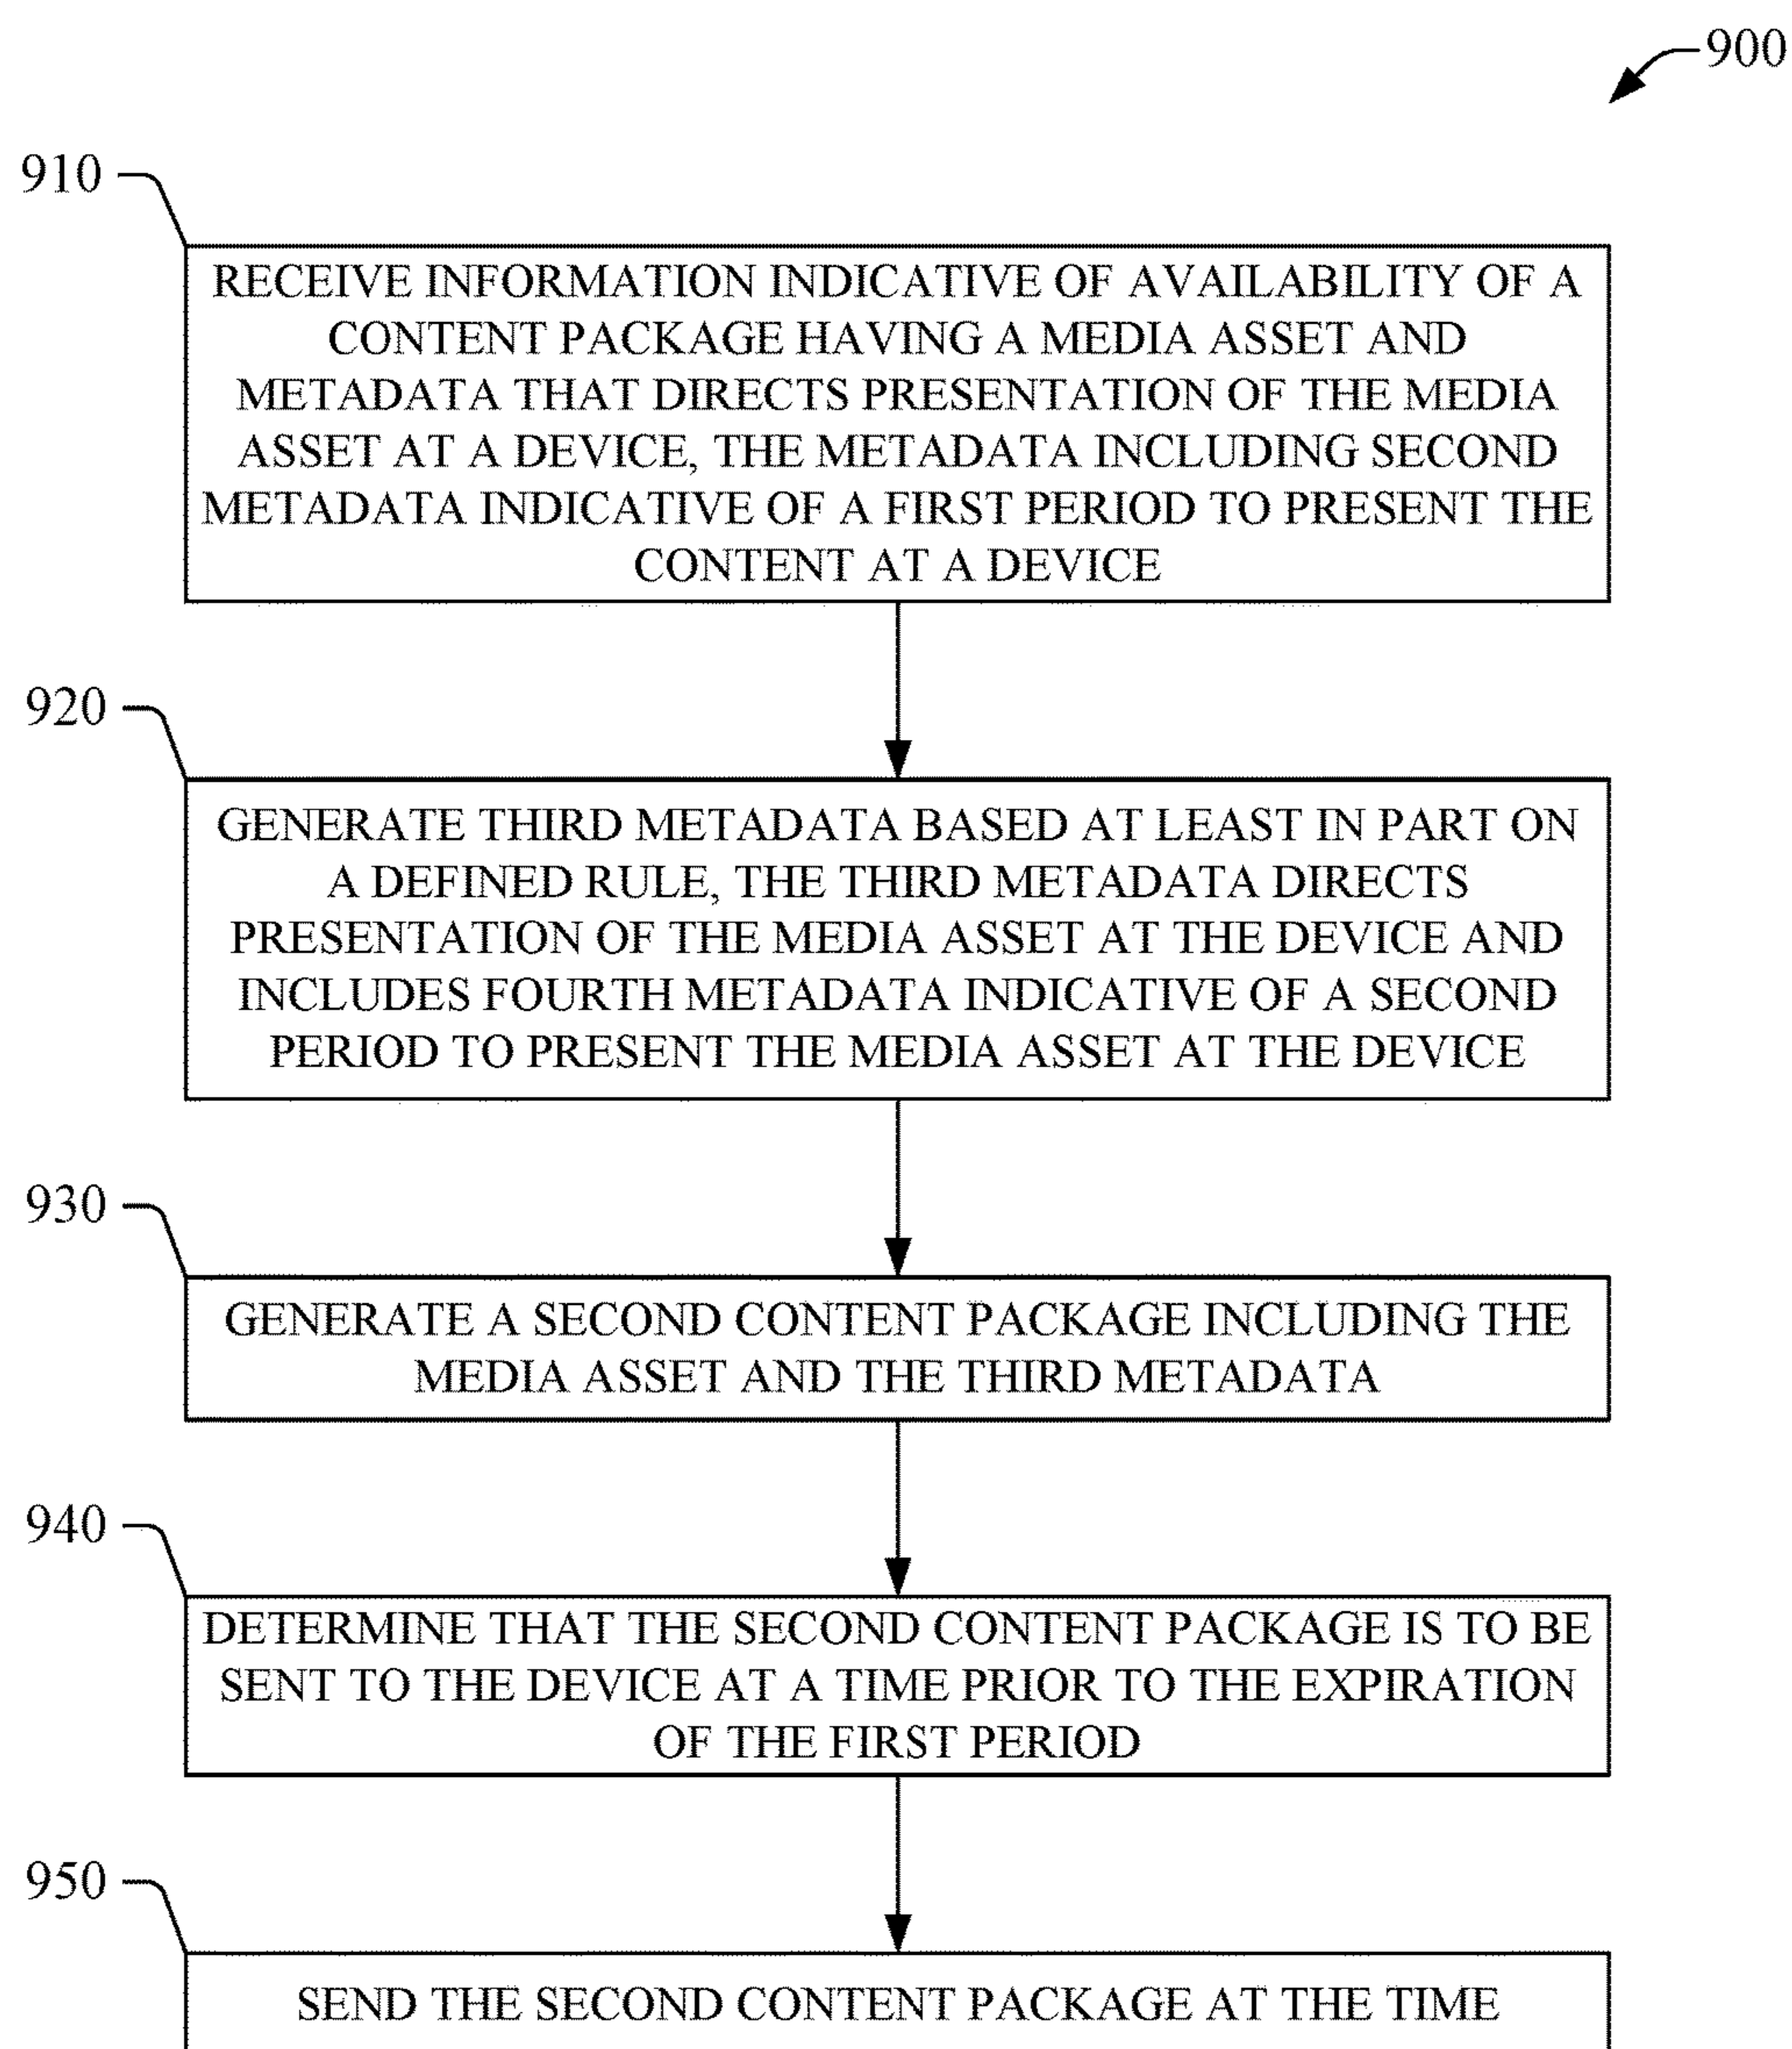 900
910
RECEIVE INFORMATION INDICATIVE OF AVAILABILITY OF A
CONTENT PACKAGE HAVING A MEDIA ASSET AND
METADATA THAT DIRECTS PRESENTATION OF THE MEDIA
ASSET AT A DEVICE, THE METADATA INCLUDING SECOND
METADATA INDICATIVE OF A FIRST PERIOD TO PRESENT THE
CONTENT AT A DEVICE
920
GENERATE THIRD METADATA BASED AT LEAST IN PART ON
A DEFINED RULE, THE THIRD METADATA DIRECTS
PRESENTATION OF THE MEDIA ASSET AT THE DEVICE AND
INCLUDES FOURTH METADATA INDICATIVE OF A SECOND
PERIOD TO PRESENT THE MEDIA ASSET AT THE DEVICE
930
GENERATE A SECOND CONTENT PACKAGE INCLUDING THE
MEDIA ASSET AND THE THIRD METADATA
940
DETERMINE THAT THE SECOND CONTENT PACKAGE IS TO BE
SENT TO THE DEVICE AT A TIME PRIOR TO THE EXPIRATION
OF THE FIRST PERIOD
950
SEND THE SECOND CONTENT PACKAGE AT THE TIME